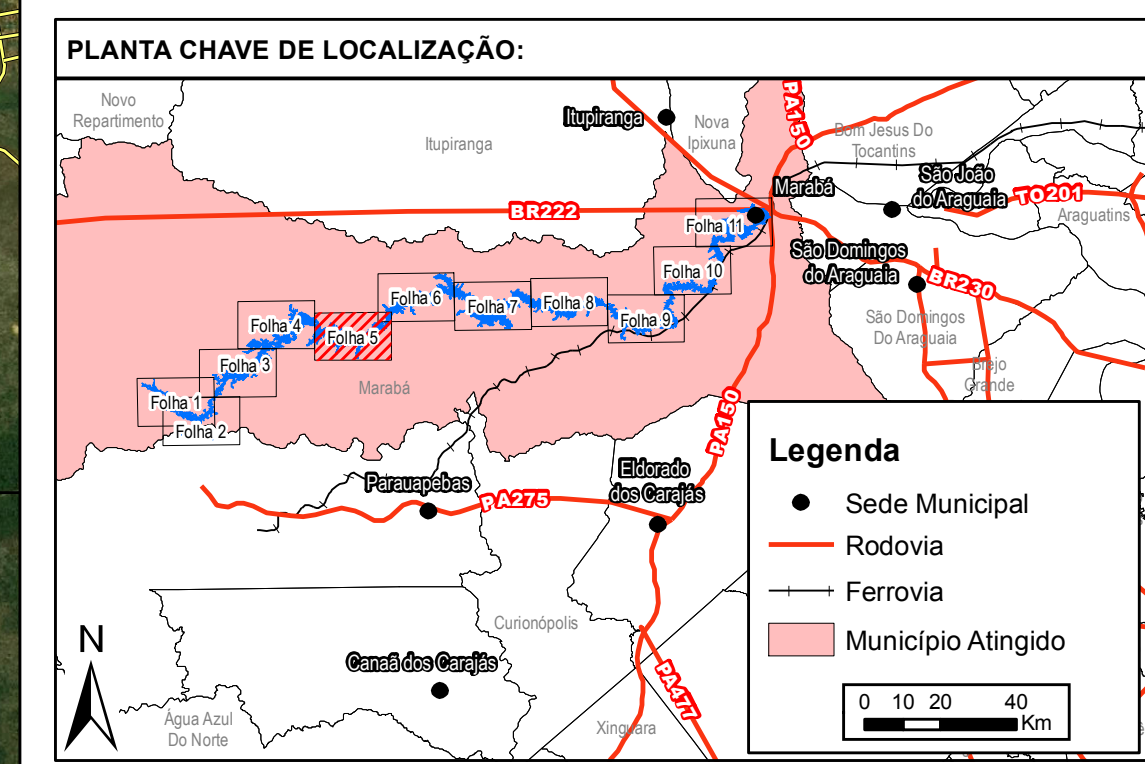 PLANTA CHAVE DE LOCALIZAÇÃO:
Novo
Repartimento
Itupiranga
Itupiranga
Nova
Ipixuna
PA150
Bom Jesus Do
Tocantins
Marabá
São João
do Araguaia
TO201
Araguatins
BR222
Folha 11
São Domingos
do Araguaia
BR230
Folha 10
Folha 6
Folha 7
Folha 8
Folha 9
São Domingos
Do Araguaia
Folha 4
Folha 5
Folha 3
Brejo
Grande
Marabá
Folha 1
Folha 2
PA150
Parauapebas
PA275
Eldorado
dos Carajás
Curionópolis
Canaã dos Carajás
PA477
Água Azul
Do Norte
Xinguara
N
Legenda
Sede Municipal
Rodovia
Ferrovia
Município Atingido
0 10 20 40
Km